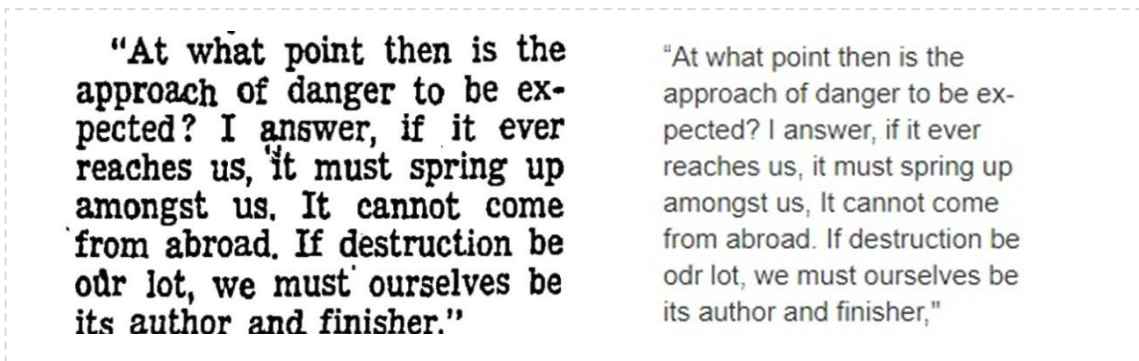 “At what point then is the
approach of danger to be ex-
pected? I answer, if it ever
reaches us, it must spring up
amongst us. It cannot come
from abroad. If destruction be
odr lot, we must ourselves be
its author and finisher.”
“At what point then is the
approach of danger to be ex-
pected? I answer, if it ever
reaches us, it must spring up
amongst us, It cannot come
from abroad. If destruction be
odr lot, we must ourselves be
its author and finisher,"